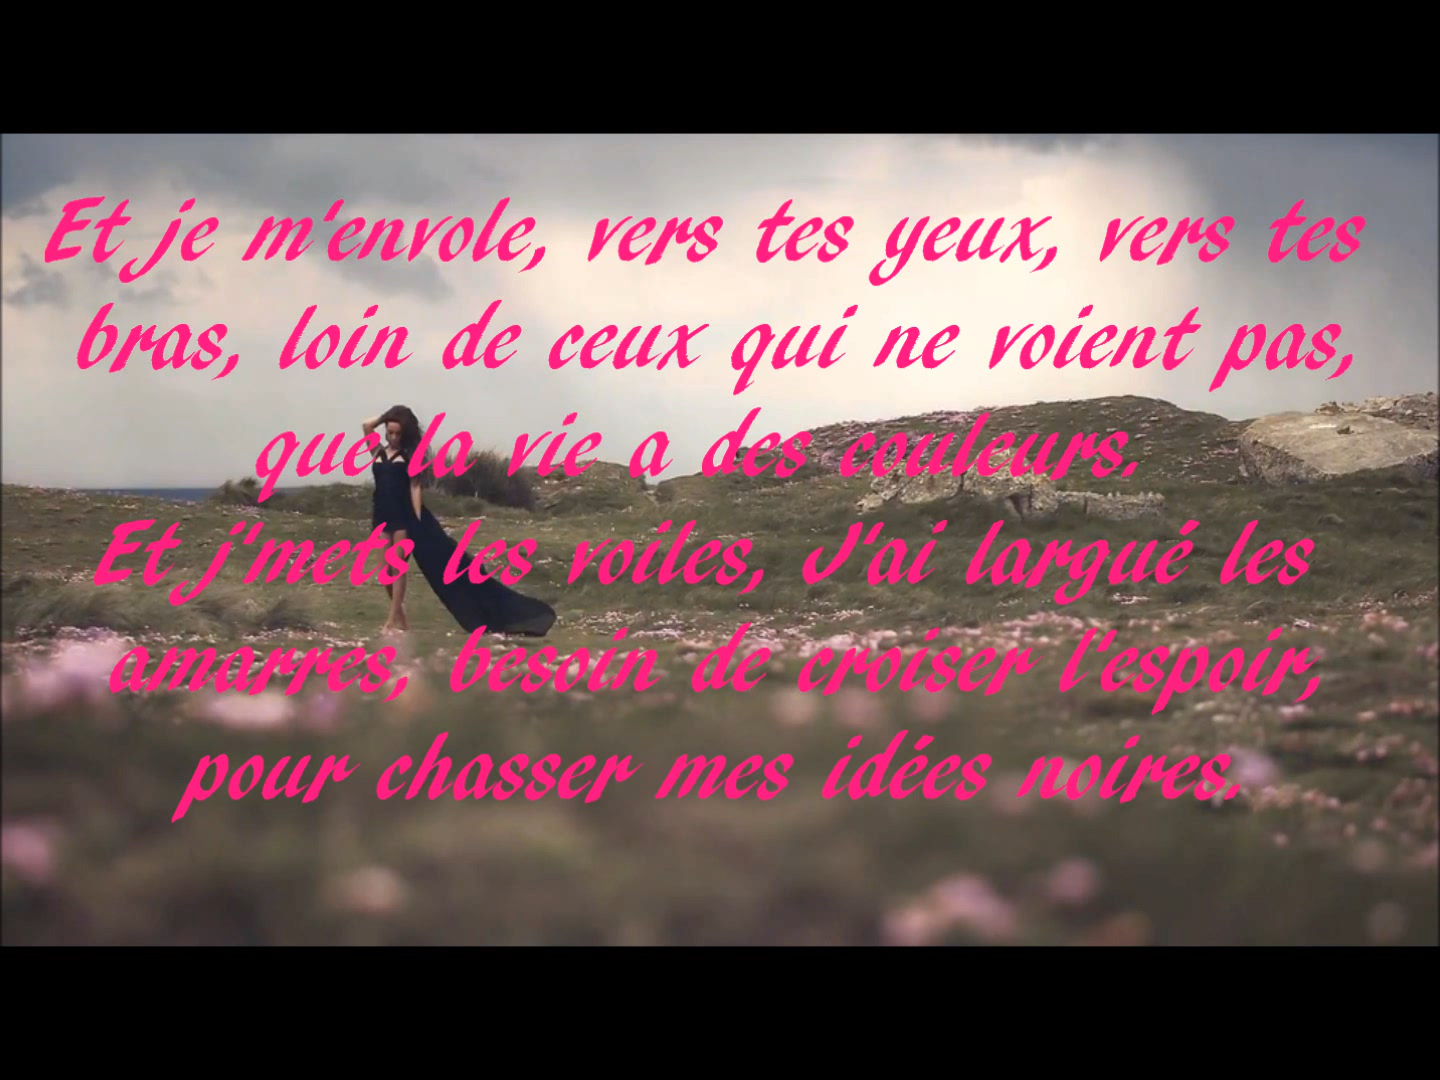 Et je m'envole, vers tes yeux, vers tes
bras, loin de ceux qui ne voient pas,
que la vie a des couleurs.
Et j'mets les voiles, J'ai largué les
amarres, besoin de croiser l'espoir,
pour chasser mes idées noires.